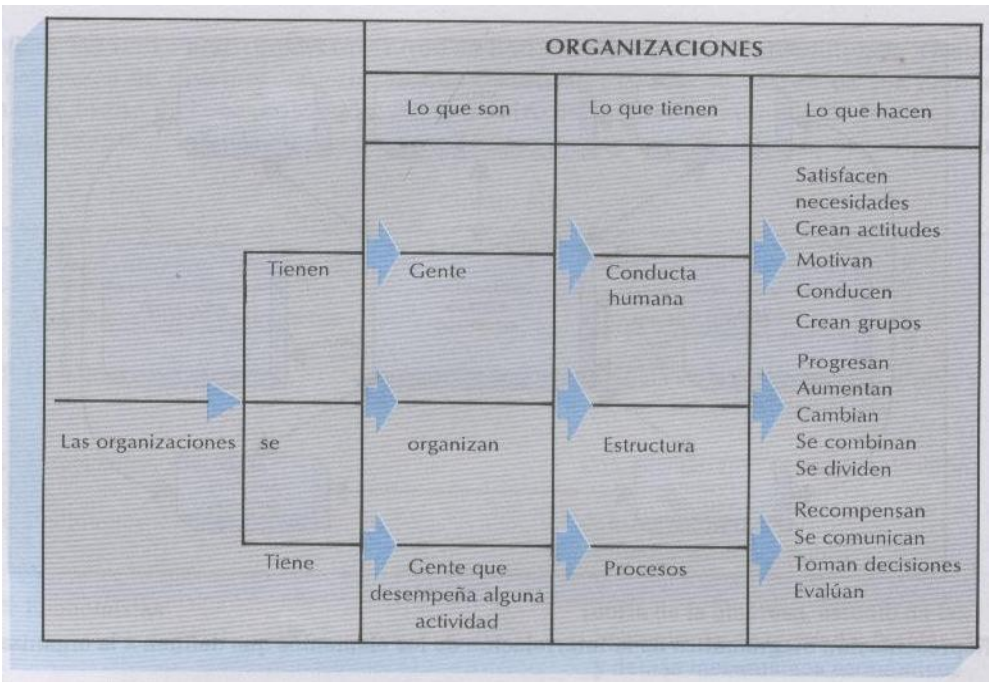 ORGANIZACIONES
Lo que son
Lo que tienen
Lo que hacen
Tienen
Gente
Conducta
humana
Satisfacen
necesidades
Crean actitudes
Motivan
Conducen
Crean grupos
Las organizaciones
se
organizan
Estructura
Progresan
Aumentan
Cambian
Se combinan
Se dividen
Tiene
Gente que
desempeña alguna
actividad
Procesos
Recompensan
Se comunican
Toman decisiones
Evalúan